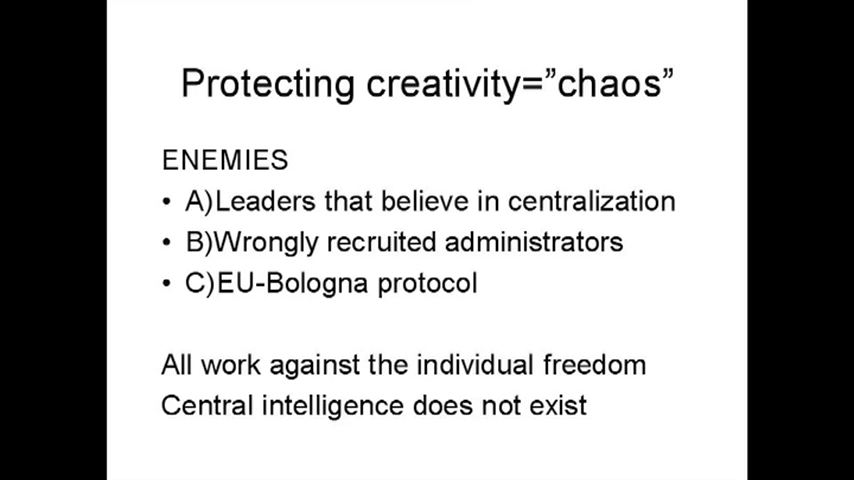 Protecting creativity=”chaos”
ENEMIES
• A)Leaders that believe in centralization
• B)Wrongly recruited administrators
• C)EU-Bologna protocol
All work against the individual freedom
Central intelligence does not exist